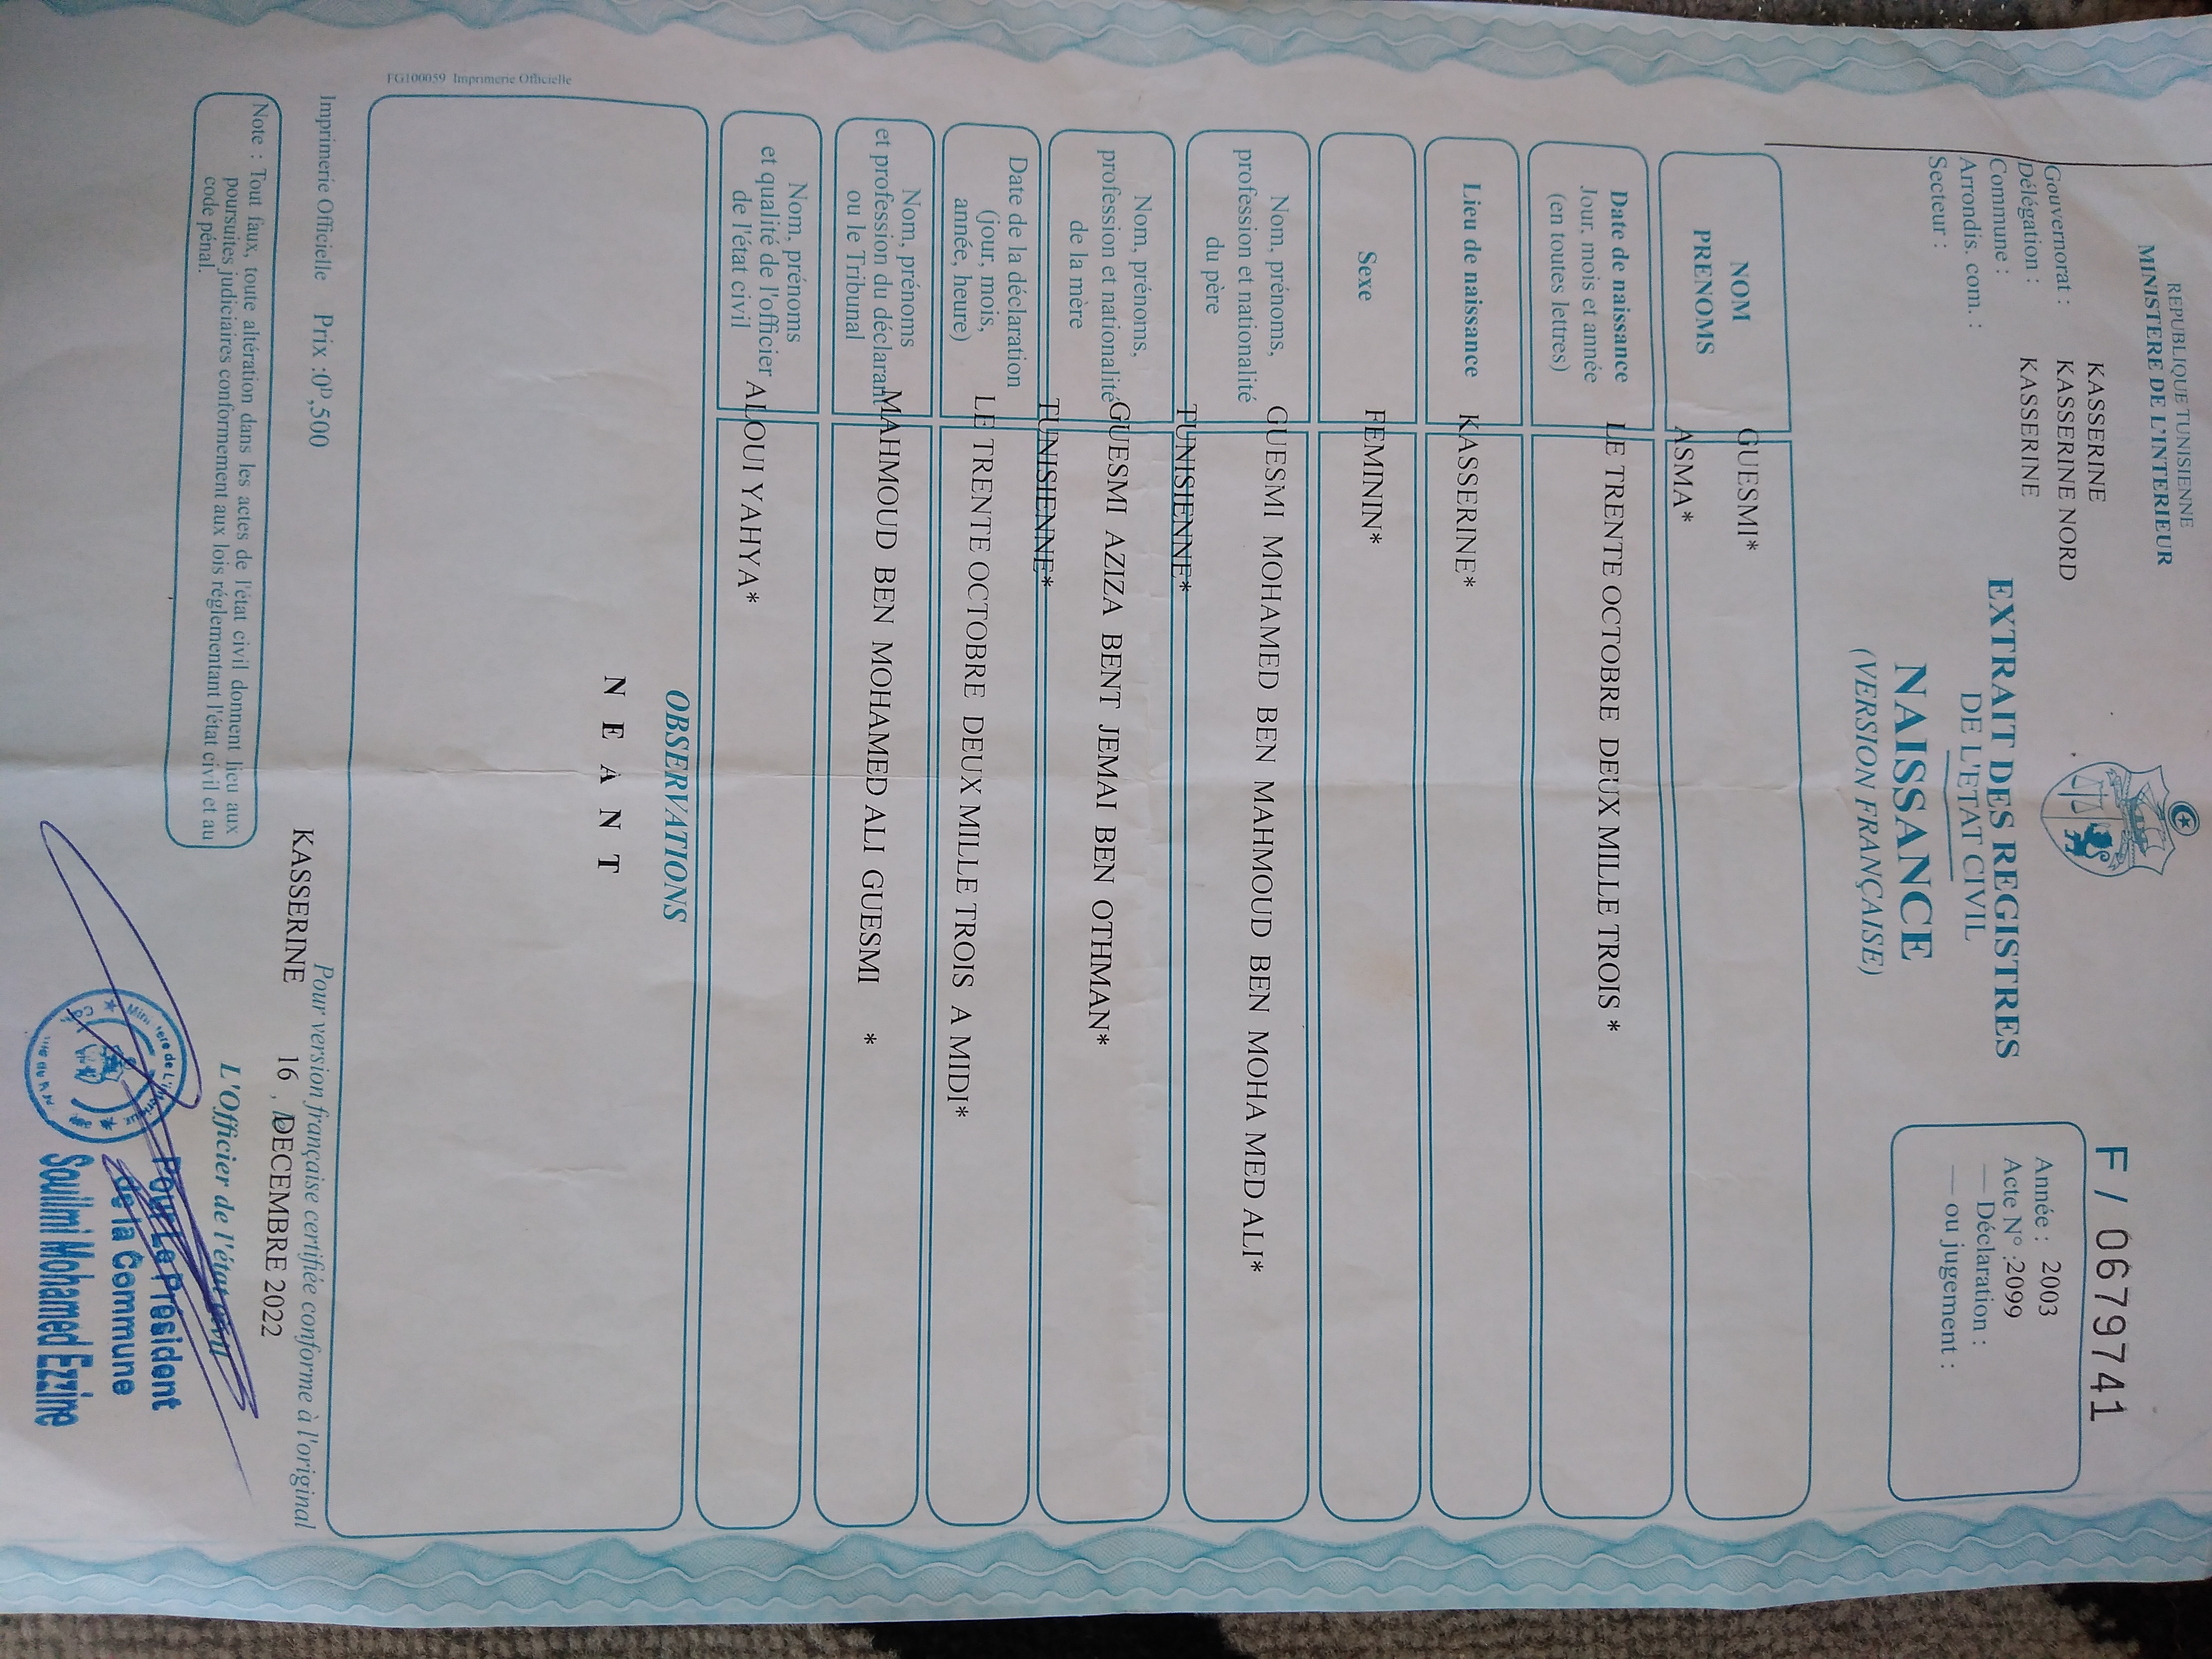 REPUBLIQUE TUNISIENNE
MINISTERE DE L'INTERIEUR
KASSERINE
Gouvernorat : KASSERINE NORD
Délégation : KASSERINE
Commune :
Arrondis. com. :
Secteur :
EXTRAIT DES REGISTRES
DE L'ETAT CIVIL
NAISSANCE
(VERSION FRANÇAISE)
F / 0679741
Année : 2003
Acte N° :2099
— Déclaration :
— ou jugement :
NOM GUESMI*
PRENOMS ASMA*
Date de naissance
Jour, mois et année
(en toutes lettres)
LE TRENTE OCTOBRE DEUX MILLE TROIS *
Lieu de naissance KASSERINE*
Sexe FEMININ*
Nom, prénoms,
profession et nationalité
du père
GUESMI MOHAMED BEN MAHMOUD BEN MOHA MED ALI*
TUNISIENNE*
Nom, prénoms,
profession et nationalité
de la mère
GUESMI AZIZA BENT JEMAI BEN OTHMAN*
TUNISIENNE*
Date de la déclaration
(jour, mois,
année, heure)
LE TRENTE OCTOBRE DEUX MILLE TROIS A MIDI*
Nom, prénoms
et profession du déclarant
ou le Tribunal
MAHMOUD BEN MOHAMED ALI GUESMI *
Nom, prénoms
et qualité de l'officier
de l'état civil
ALOUI YAHYA*
OBSERVATIONS
N E A N T
FG100059 Imprimerie Officielle
Imprimerie Officielle Prix :0D,500
Pour version française certifiée conforme à l'original
KASSERINE 16 , le DECEMBRE 2022
L'Officier de l'état civil
Note : Tout faux, toute altération dans les actes de l'état civil donnent lieu aux
poursuites judiciaires conformement aux lois réglementant l'état civil et au
code pénal.
Pour Le Président
de la Commune
Souilmi Mohamed Ezzine